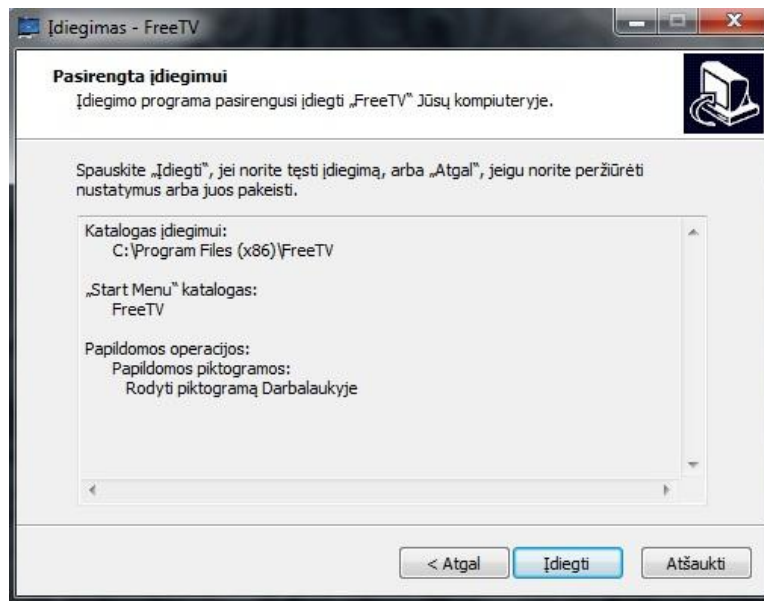 Įdiegimas - FreeTV
Pasirengta įdiegimui
Įdiegimo programa pasirengusi įdiegti „FreeTV“ Jūsų kompiuteryje.
Spauskite „Įdiegti“, jei norite tęsti įdiegimą, arba „Atgal“, jeigu norite peržiūrėti
nustatymus arba juos pakeisti.
Katalogas įdiegimui:
C:\Program Files (x86)\FreeTV
„Start Menu“ katalogas:
FreeTV
Papildomos operacijos:
Papildomos piktogramos:
Rodyti piktogramą Darbalaukyje
< Atgal
Įdiegti
Atšaukti